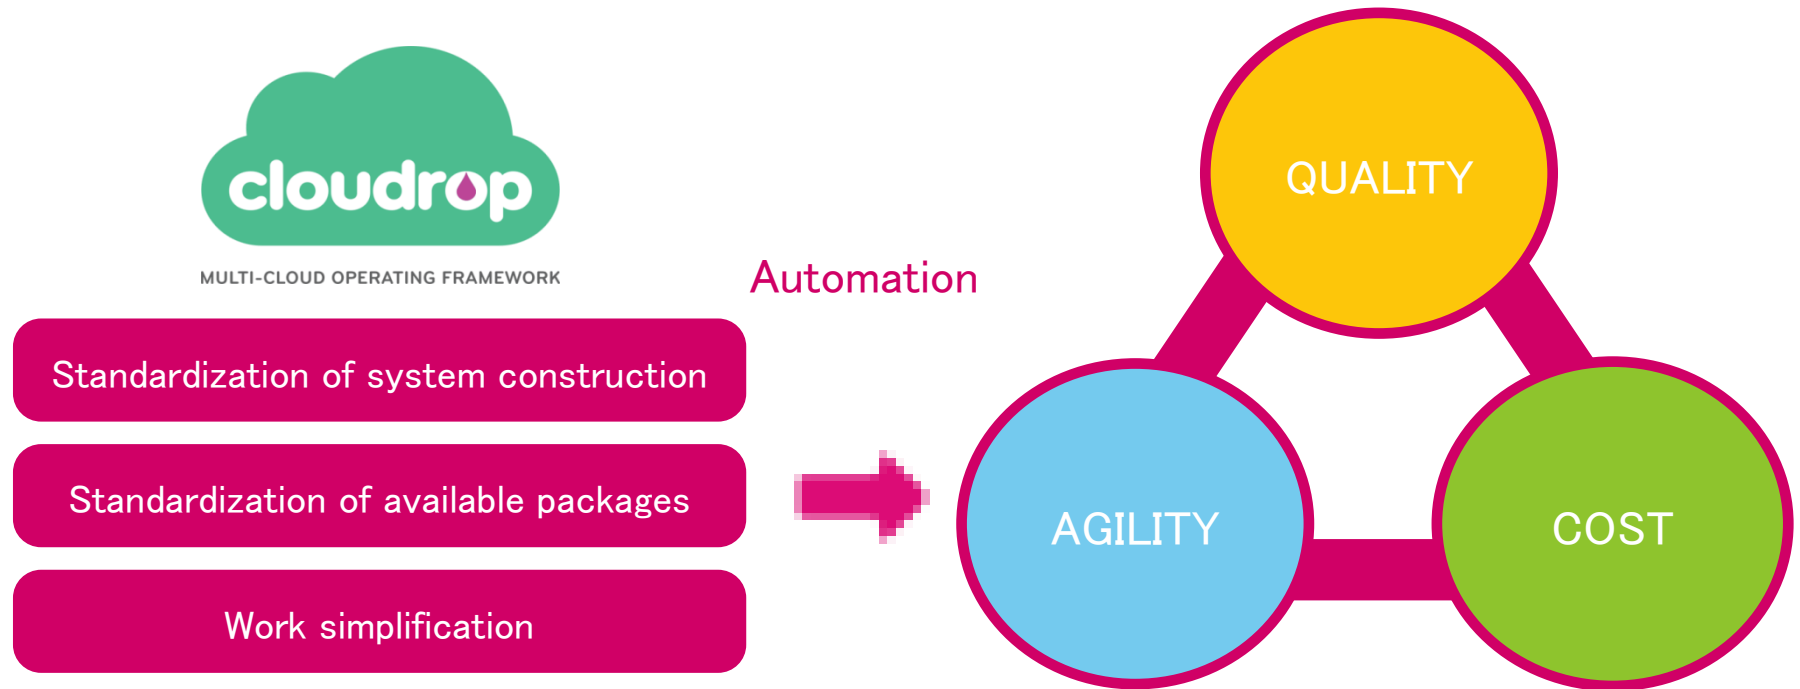 cloudrop
MULTI-CLOUD OPERATING FRAMEWORK
Standardization of system construction
Standardization of available packages
Work simplification
Automation
QUALITY
AGILITY
COST